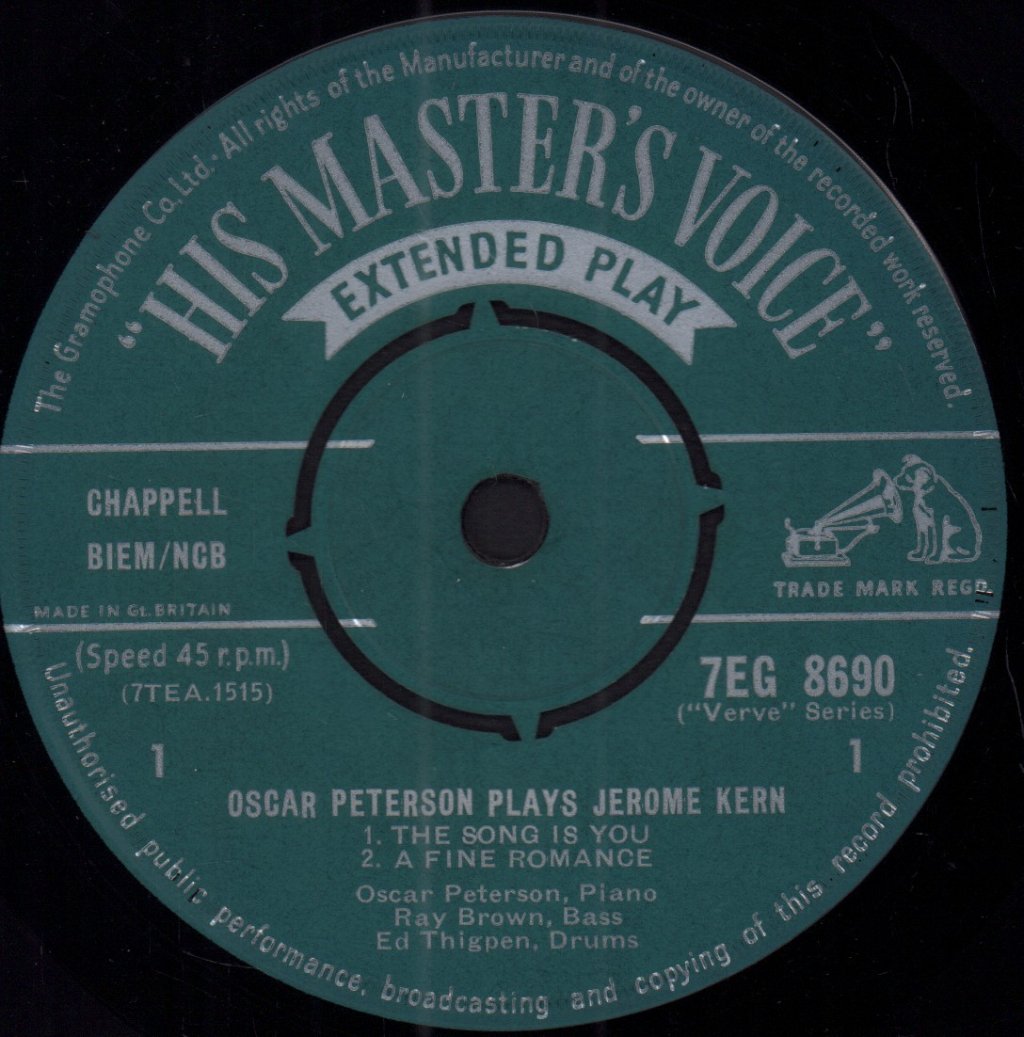 The Gramophone Co. Ltd. · All rights of the Manufacturer and of the owner of the recorded work reserved.
"HIS MASTER'S VOICE"
EXTENDED PLAY
CHAPPELL
BIEM/NCB
MADE IN Gt. BRITAIN
TRADE MARK REGD.
(Speed 45 r.p.m.)
(7TEA.1515)
7EG 8690
("Verve" Series)
1
1
OSCAR PETERSON PLAYS JEROME KERN
1. THE SONG IS YOU
2. A FINE ROMANCE
Oscar Peterson, Piano
Ray Brown, Bass
Ed Thigpen, Drums
Unauthorised public performance, broadcasting and copying of this record prohibited.